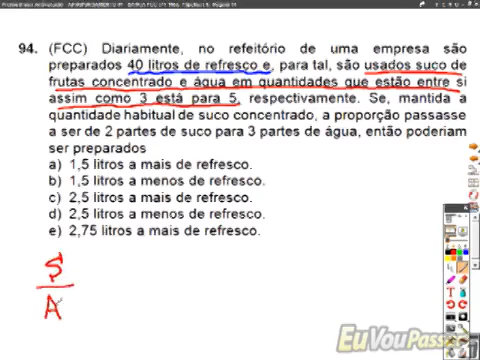 94. (FCC) Diariamente, no refeitório de uma empresa são
preparados 40 litros de refresco e, para tal, são usados suco de
frutas concentrado e água em quantidades que estão entre si
assim como 3 está para 5, respectivamente. Se, mantida a
quantidade habitual de suco concentrado, a proporção passasse
a ser de 2 partes de suco para 3 partes de água, então poderiam
ser preparados
a) 1,5 litros a mais de refresco.
b) 1,5 litros a menos de refresco.
c) 2,5 litros a mais de refresco.
d) 2,5 litros a menos de refresco.
e) 2,75 litros a mais de refresco.
S
A
EuVouPassar